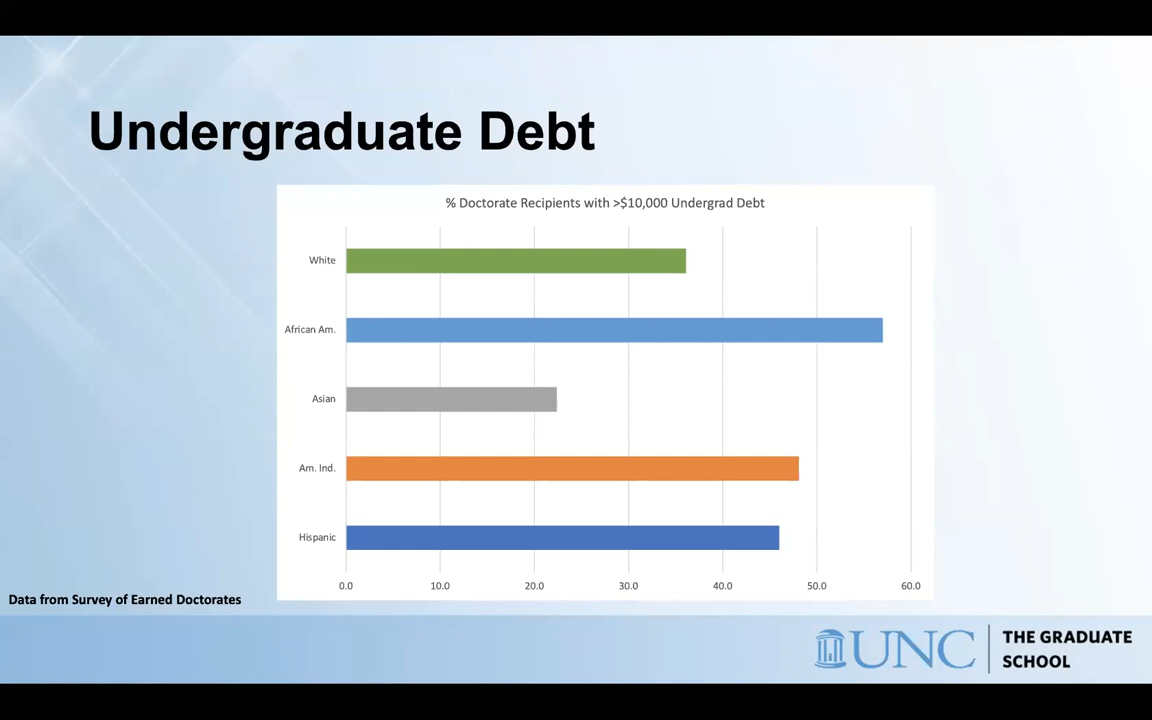 Undergraduate Debt
% Doctorate Recipients with >$10,000 Undergrad Debt
White
African Am.
Asian
Am. Ind.
Hispanic
0.0 10.0 20.0 30.0 40.0 50.0 60.0
Data from Survey of Earned Doctorates
UNC
THE GRADUATE
SCHOOL